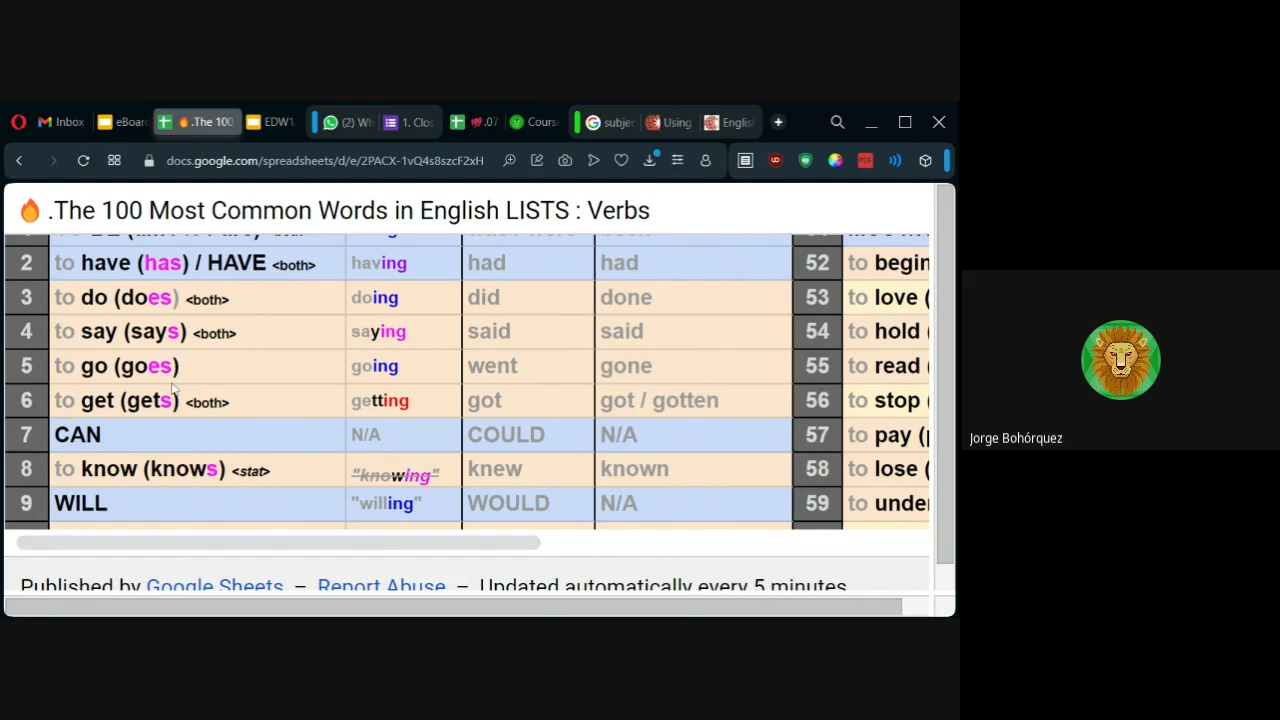 Inbox eBoar .The 100 EDW1. (2) Wh 1. Clos .07 Cours subje Using Englis
docs.google.com/spreadsheets/d/e/2PACX-1vQ4s8szcF2xH
.The 100 Most Common Words in English LISTS : Verbs
2 to have (has) / HARE <both> having had had 52 to begin
3 to do (does) <both> doing did done 53 to love (
4 to say (says) <both> saying said said 54 to hold (
5 to go (goes) going went gone 55 to read (
6 to get (gets) <both> getting got got / gotten 56 to stop (
7 CAN N/A COULD N/A 57 to pay (p
8 to know (knows) <stat> "knowing" knew known 58 to lose (
9 WILL "willing" WOULD N/A 59 to under
Published by Google Sheets – Report Abuse – Updated automatically every 5 minutes
Jorge Bohórquez